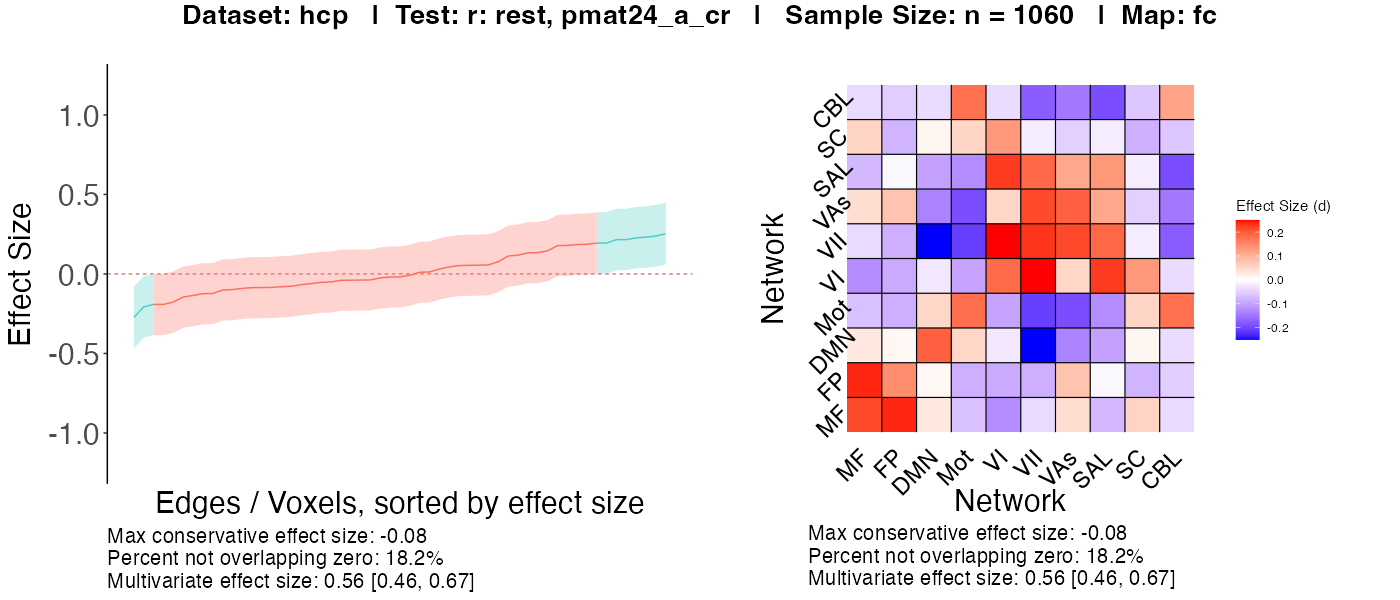 Dataset: hcp | Test: r: rest, pmat24_a_cr | Sample Size: n = 1060 | Map: fc
Effect Size
1.0
0.5
0.0
-0.5
-1.0
Edges / Voxels, sorted by effect size
Max conservative effect size: -0.08
Percent not overlapping zero: 18.2%
Multivariate effect size: 0.56 [0.46, 0.67]
Network
CBL
SC
SAL
VAs
VII
VI
Mot
DMN
FP
MF
MF
FP
DMN
Mot
VI
VII
VAs
SAL
SC
CBL
Network
Effect Size (d)
0.2
0.1
0.0
-0.1
-0.2
Max conservative effect size: -0.08
Percent not overlapping zero: 18.2%
Multivariate effect size: 0.56 [0.46, 0.67]